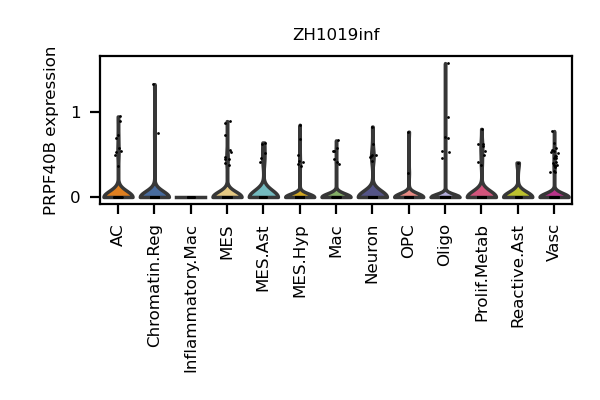 ZH1019inf
PRPF40B expression
1
0
AC
Chromatin.Reg
Inflammatory.Mac
MES
MES.Ast
MES.Hyp
Mac
Neuron
OPC
Oligo
Prolif.Metab
Reactive.Ast
Vasc